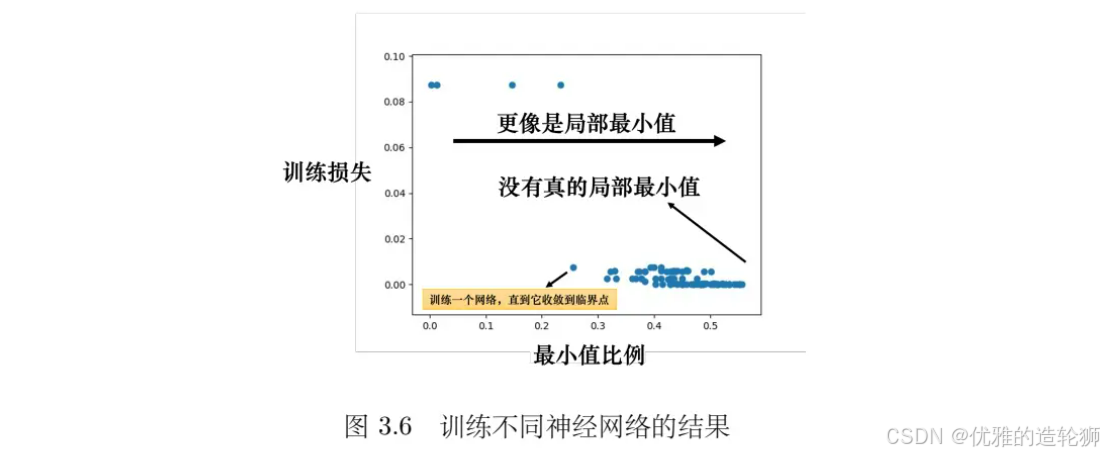 0.10
0.08
更像是局部最小值
0.06
训练损失
没有真的局部最小值
0.04
0.02
0.00
训练一个网络，直到它收敛到临界点
0.0 0.1 0.2 0.3 0.4 0.5
最小值比例
图 3.6 训练不同神经网络的结果
CSDN @优雅的造轮狮